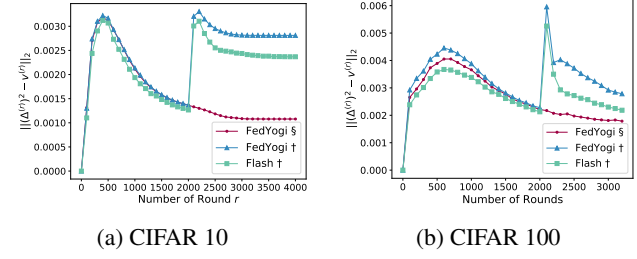 ||(Δ⁽ʳ⁾)² − v⁽ʳ⁾||₂
0.0030
0.0025
0.0020
0.0015
0.0010
0.0005
0.0000
FedYogi §
FedYogi †
Flash †
0 500 1000 1500 2000 2500 3000 3500 4000
Number of Round r
(a) CIFAR 10
||(Δ⁽ʳ⁾)² − v⁽ʳ⁾||₂
0.006
0.005
0.004
0.003
0.002
0.001
0.000
FedYogi §
FedYogi †
Flash †
0 500 1000 1500 2000 2500 3000
Number of Rounds
(b) CIFAR 100